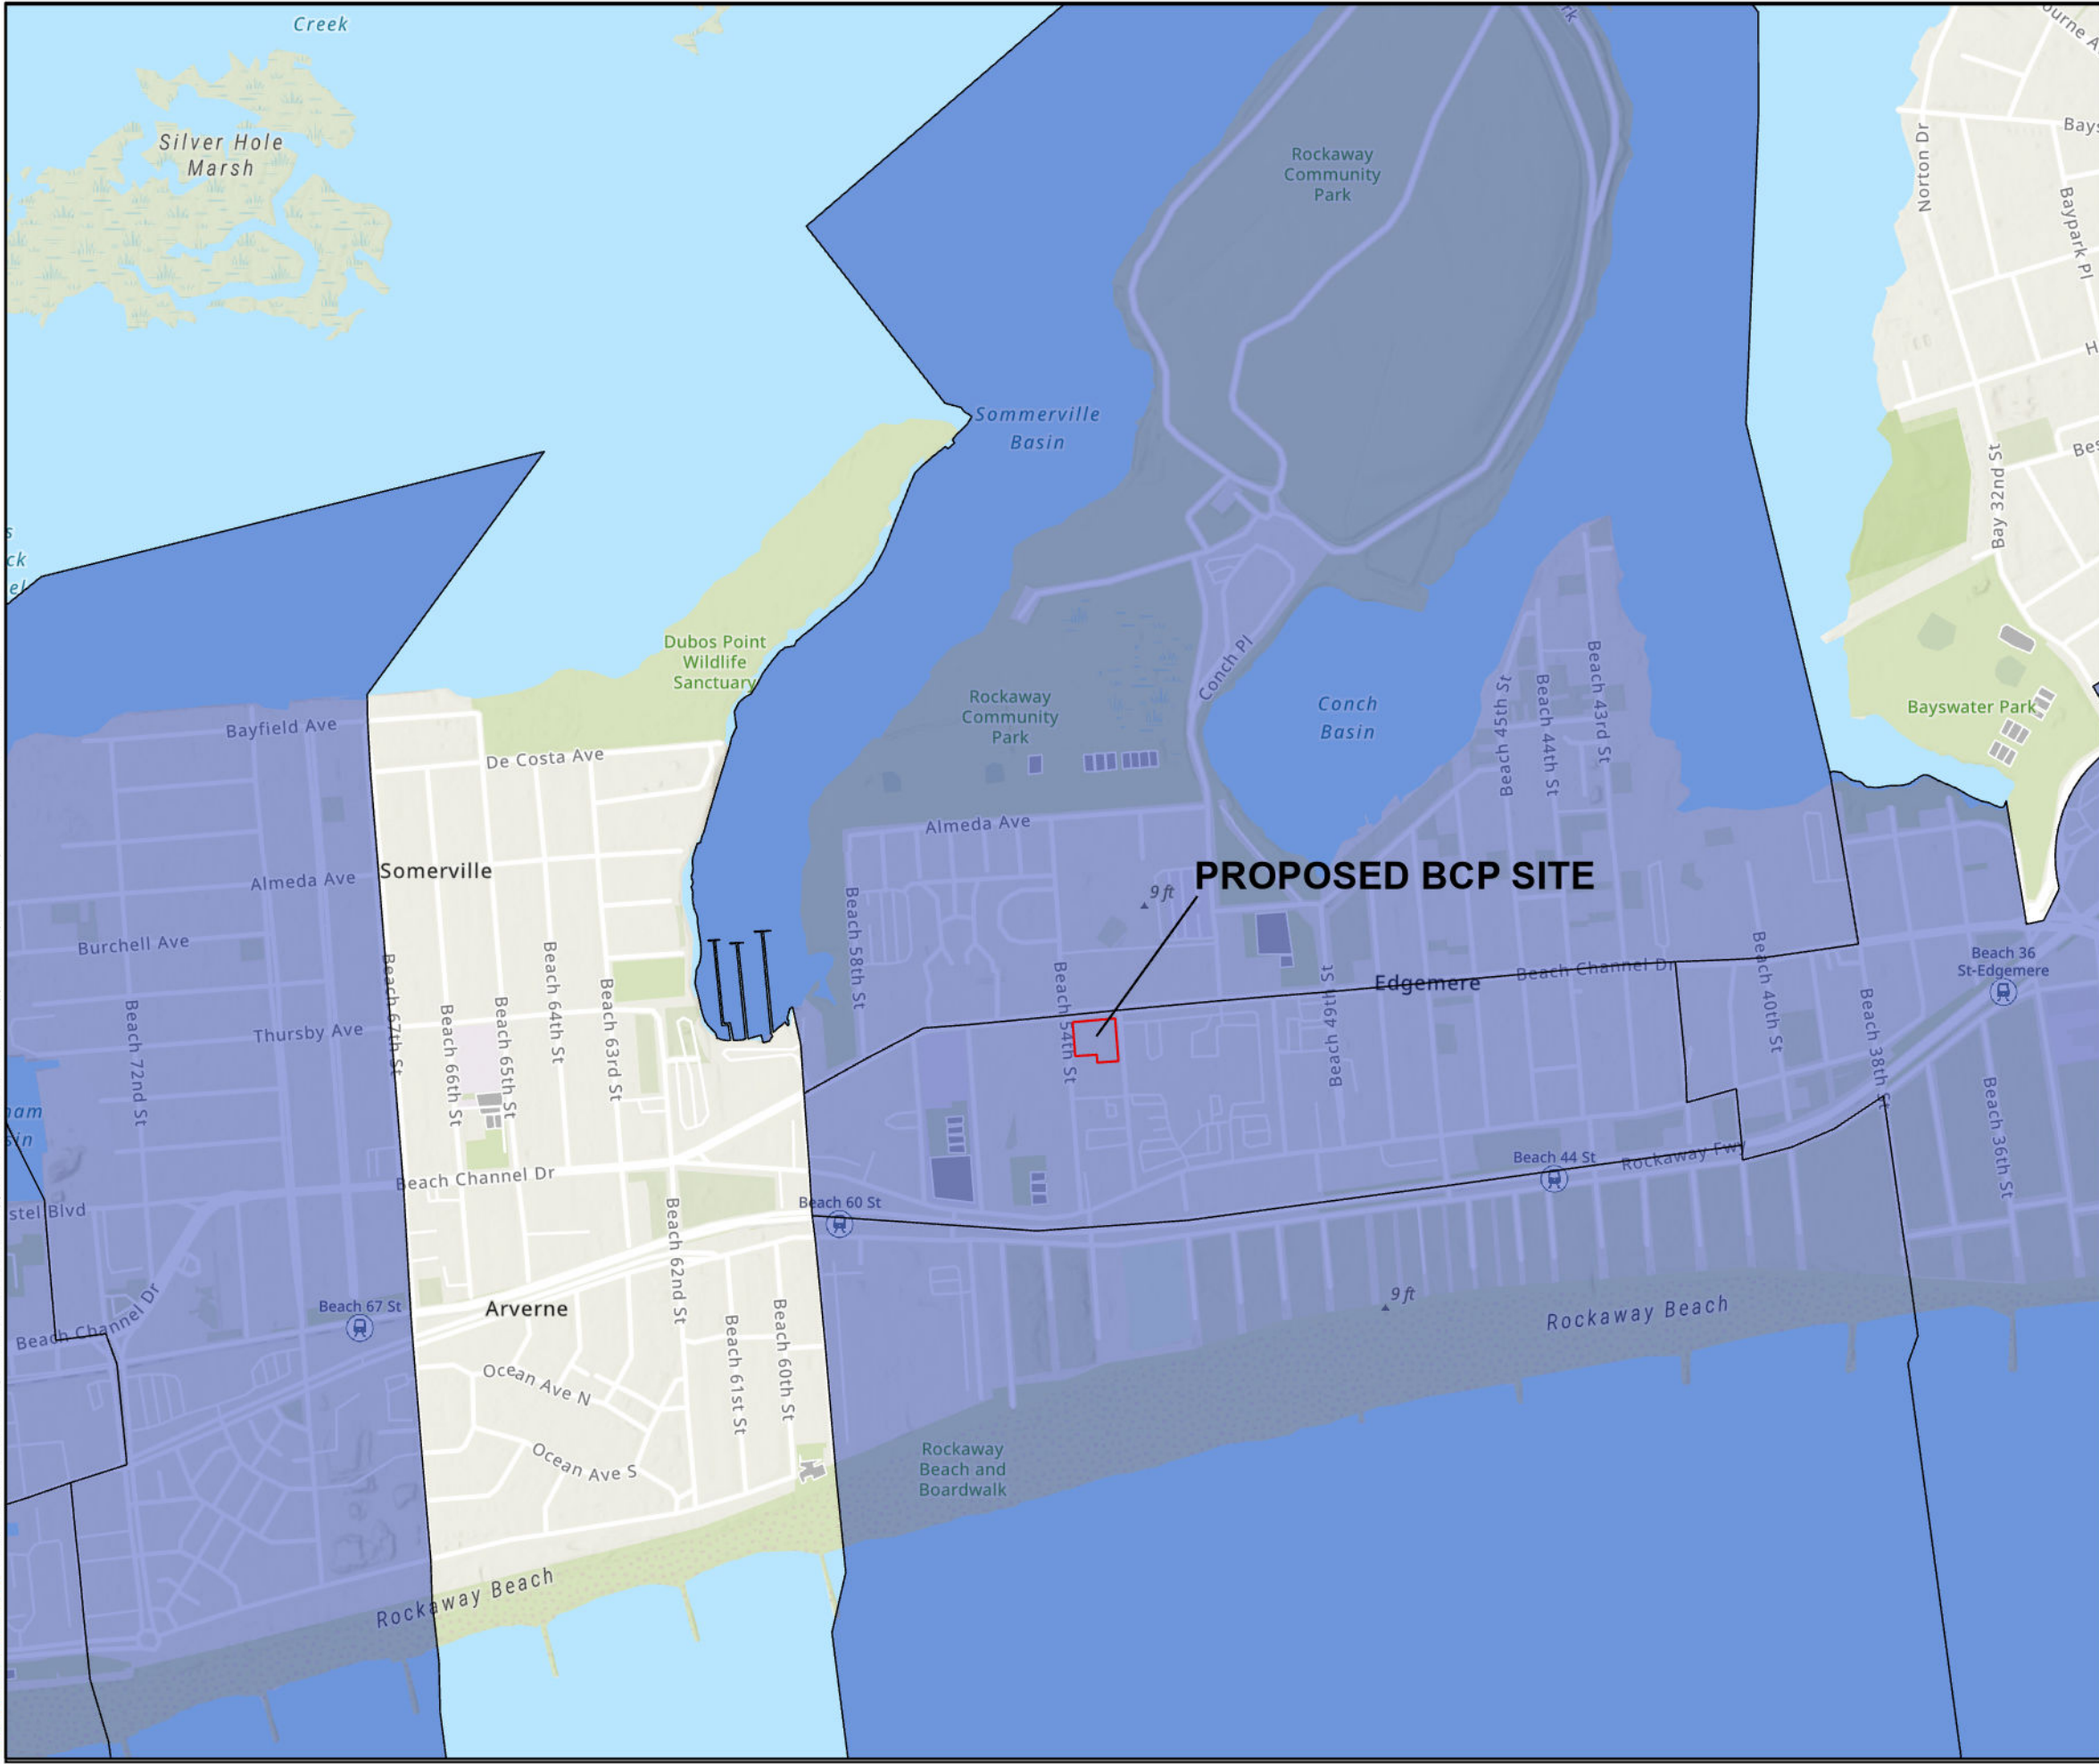 Creek
Silver Hole
Marsh
Rockaway
Community
Park
Norton Dr
Baypark Pl
Sommerville
Basin
Bay 32nd St
Dubos Point
Wildlife
Sanctuary
Rockaway
Community
Park
Conch Pl
Conch
Basin
Beach 45th St
Beach 44th St
Beach 43rd St
Bayswater Park
Bayfield Ave
De Costa Ave
Almeda Ave
Somerville
Almeda Ave
PROPOSED BCP SITE
9 ft
Burchell Ave
Beach 58th St
Beach 67th St
Beach 64th St
Beach 63rd St
Beach 54th St
Beach 49th St
Edgemere
Beach Channel Dr
Beach 40th St
Beach 36
St-Edgemere
Beach 38th St
Beach 72nd St
Thursby Ave
Beach 66th St
Beach 65th St
Beach 36th St
Beach Channel Dr
Beach 44 St
Rockaway Fwy
stel Blvd
Beach 60 St
Beach 62nd St
Beach Channel Dr
Beach 67 St
Arverne
Beach 61st St
Beach 60th St
9 ft
Rockaway Beach
Ocean Ave N
Ocean Ave S
Rockaway
Beach and
Boardwalk
Rockaway Beach